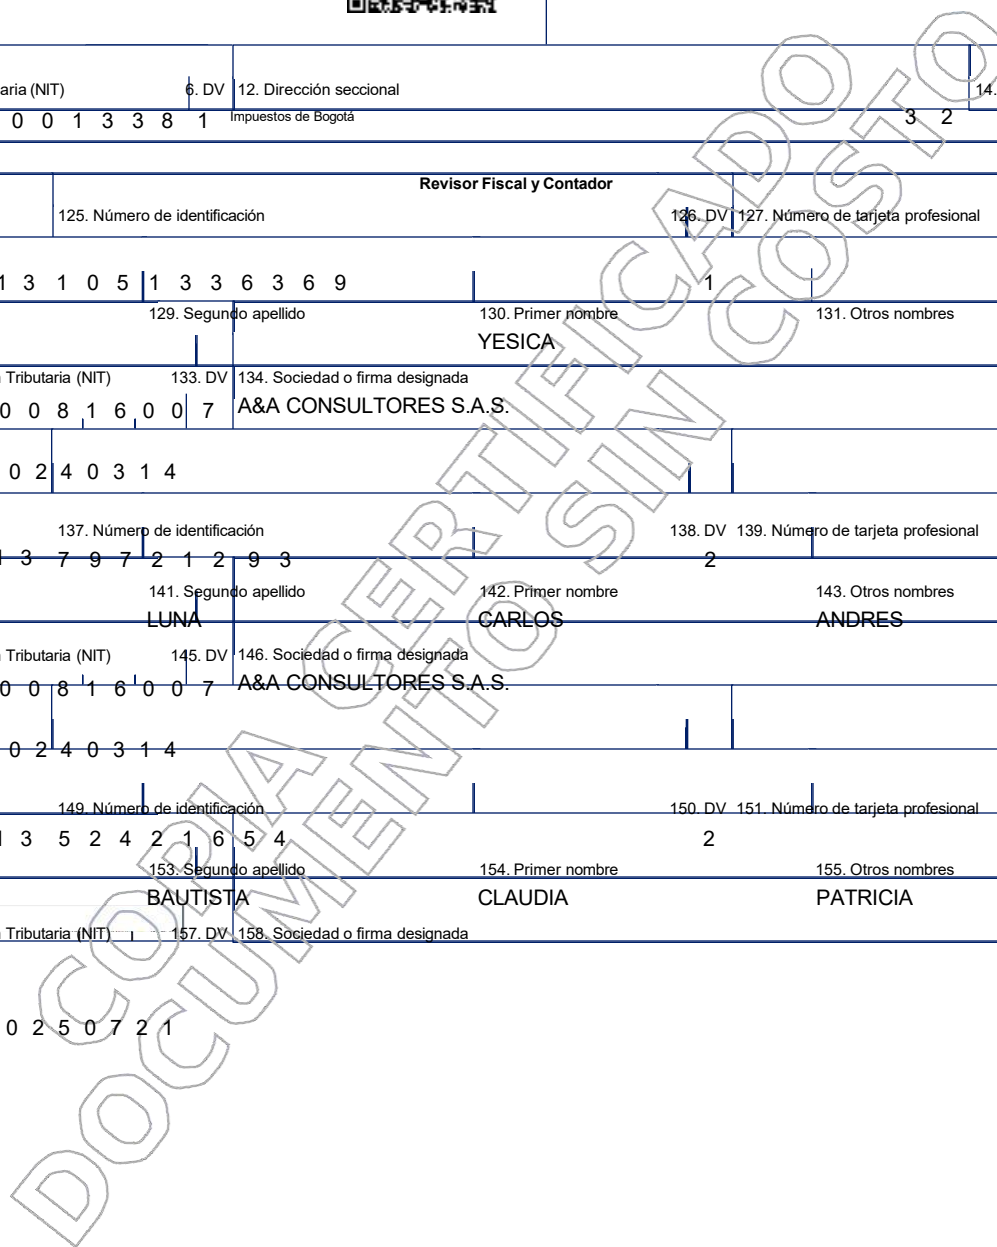 aria (NIT) 6. DV 12. Dirección seccional 14.
0 0 1 3 3 8 1 Impuestos de Bogotá 3 2
Revisor Fiscal y Contador
125. Número de identificación 126. DV 127. Número de tarjeta profesional
1 3 1 0 5 1 3 3 6 3 6 9 1
129. Segundo apellido 130. Primer nombre 131. Otros nombres
YESICA
Tributaria (NIT) 133. DV 134. Sociedad o firma designada
0 0 8 1 6 0 0 7 A&A CONSULTORES S.A.S.
0 2 4 0 3 1 4
137. Número de identificación 138. DV 139. Número de tarjeta profesional
1 3 7 9 7 2 1 2 9 3 2
141. Segundo apellido 142. Primer nombre 143. Otros nombres
LUNA CARLOS ANDRES
Tributaria (NIT) 145. DV 146. Sociedad o firma designada
0 0 8 1 6 0 0 7 A&A CONSULTORES S.A.S.
0 2 4 0 3 1 4
149. Número de identificación 150. DV 151. Número de tarjeta profesional
1 3 5 2 4 2 1 6 5 4 2
153. Segundo apellido 154. Primer nombre 155. Otros nombres
BAUTISTA CLAUDIA PATRICIA
Tributaria (NIT) 157. DV 158. Sociedad o firma designada
0 2 5 0 7 2 1
COPIA CERTIFICADO
DOCUMENTO SIN COSTO